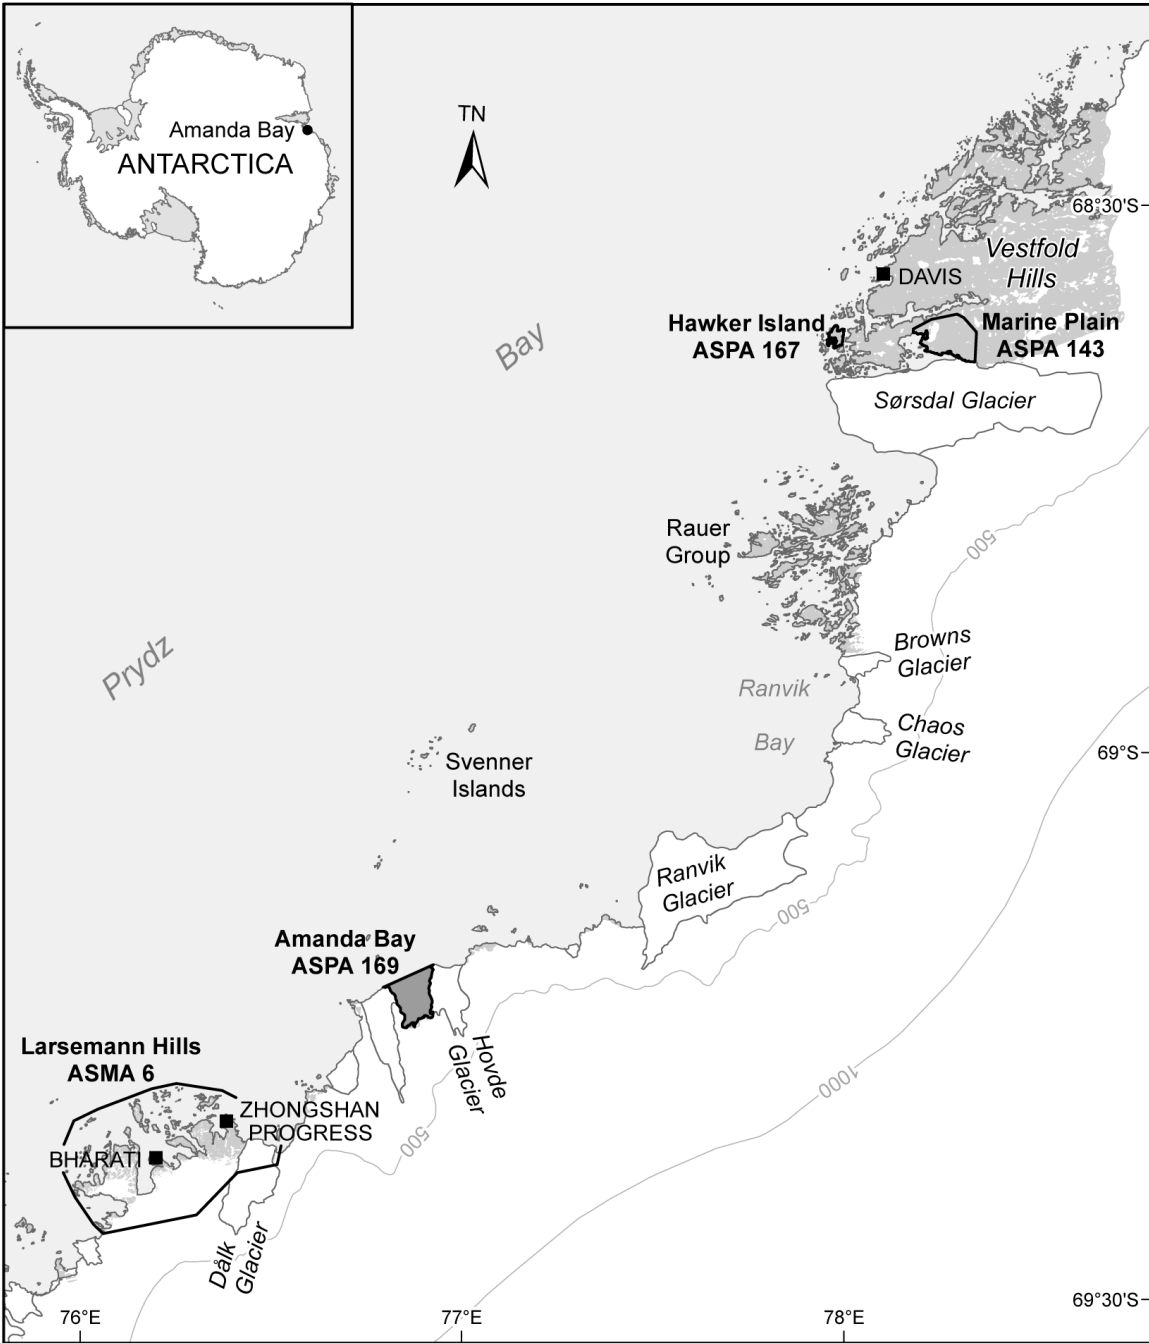 Amanda Bay
ANTARCTICA
TN
68°30'S
Vestfold
Hills
DAVIS
Hawker Island
ASPA 167
Marine Plain
ASPA 143
Bay
Sørsdal Glacier
Rauer
Group
500
Browns
Glacier
Prydz
Ranvik
Bay
Chaos
Glacier
69°S
Svenner
Islands
Ranvik
Glacier
500
Amanda Bay
ASPA 169
Hovde
Glacier
Larsemann Hills
ASMA 6
1000
ZHONGSHAN
PROGRESS
500
BHARATI
Dålk
Glacier
69°30'S
76°E
77°E
78°E